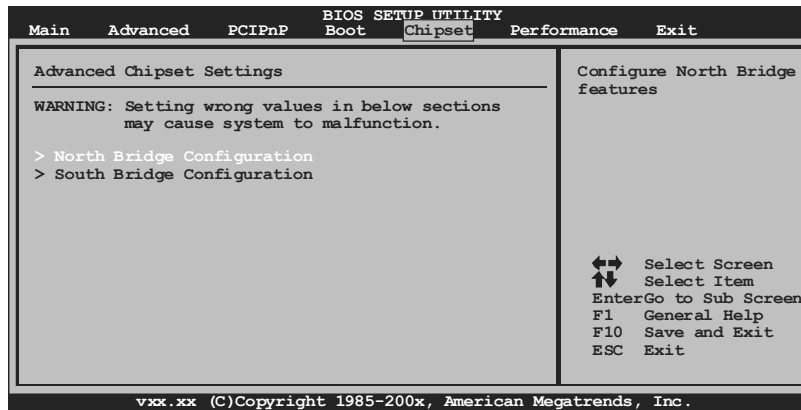 BIOS SETUP UTILITY
Main Advanced PCIPnP Boot Chipset Performance Exit
Advanced Chipset Settings
WARNING: Setting wrong values in below sections
may cause system to malfunction.
> North Bridge Configuration
> South Bridge Configuration
Configure North Bridge
features
Select Screen
Select Item
Enter Go to Sub Screen
F1 General Help
F10 Save and Exit
ESC Exit
vxx.xx (C)Copyright 1985-200x, American Megatrends, Inc.